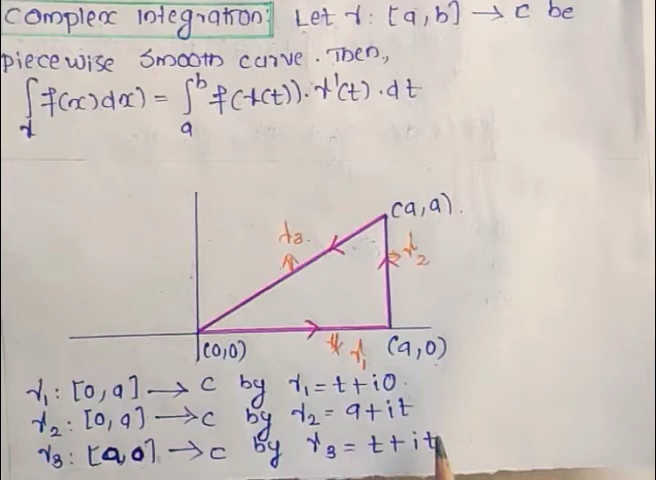 Complex Integration: Let γ: [a,b] → C be
piecewise smooth curve. Then,
∫γ f(x)dx) = ∫a^b f(γ(t)).γ'(t).dt
(a,a).
γ3.
γ2
(0,0)
γ1
(a,0)
γ1: [0,a] → C by γ1 = t+i0.
γ2: [0,a] → C by γ2 = a+it
γ3: [a,0] → C by γ3 = t+it